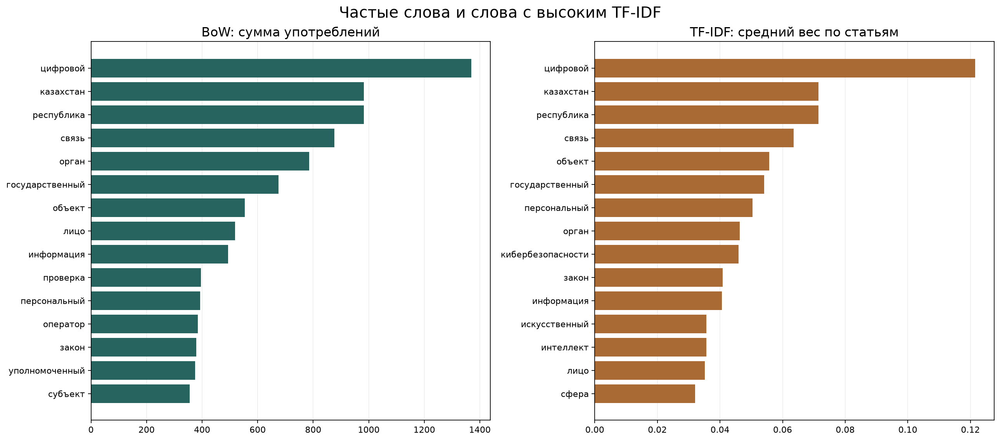 Частые слова и слова с высоким TF-IDF
BoW: сумма употреблений
цифровой
казахстан
республика
связь
орган
государственный
объект
лицо
информация
проверка
персональный
оператор
закон
уполномоченный
субъект
0 200 400 600 800 1000 1200 1400
TF-IDF: средний вес по статьям
цифровой
казахстан
республика
связь
объект
государственный
персональный
орган
кибербезопасности
закон
информация
искусственный
интеллект
лицо
сфера
0.00 0.02 0.04 0.06 0.08 0.10 0.12